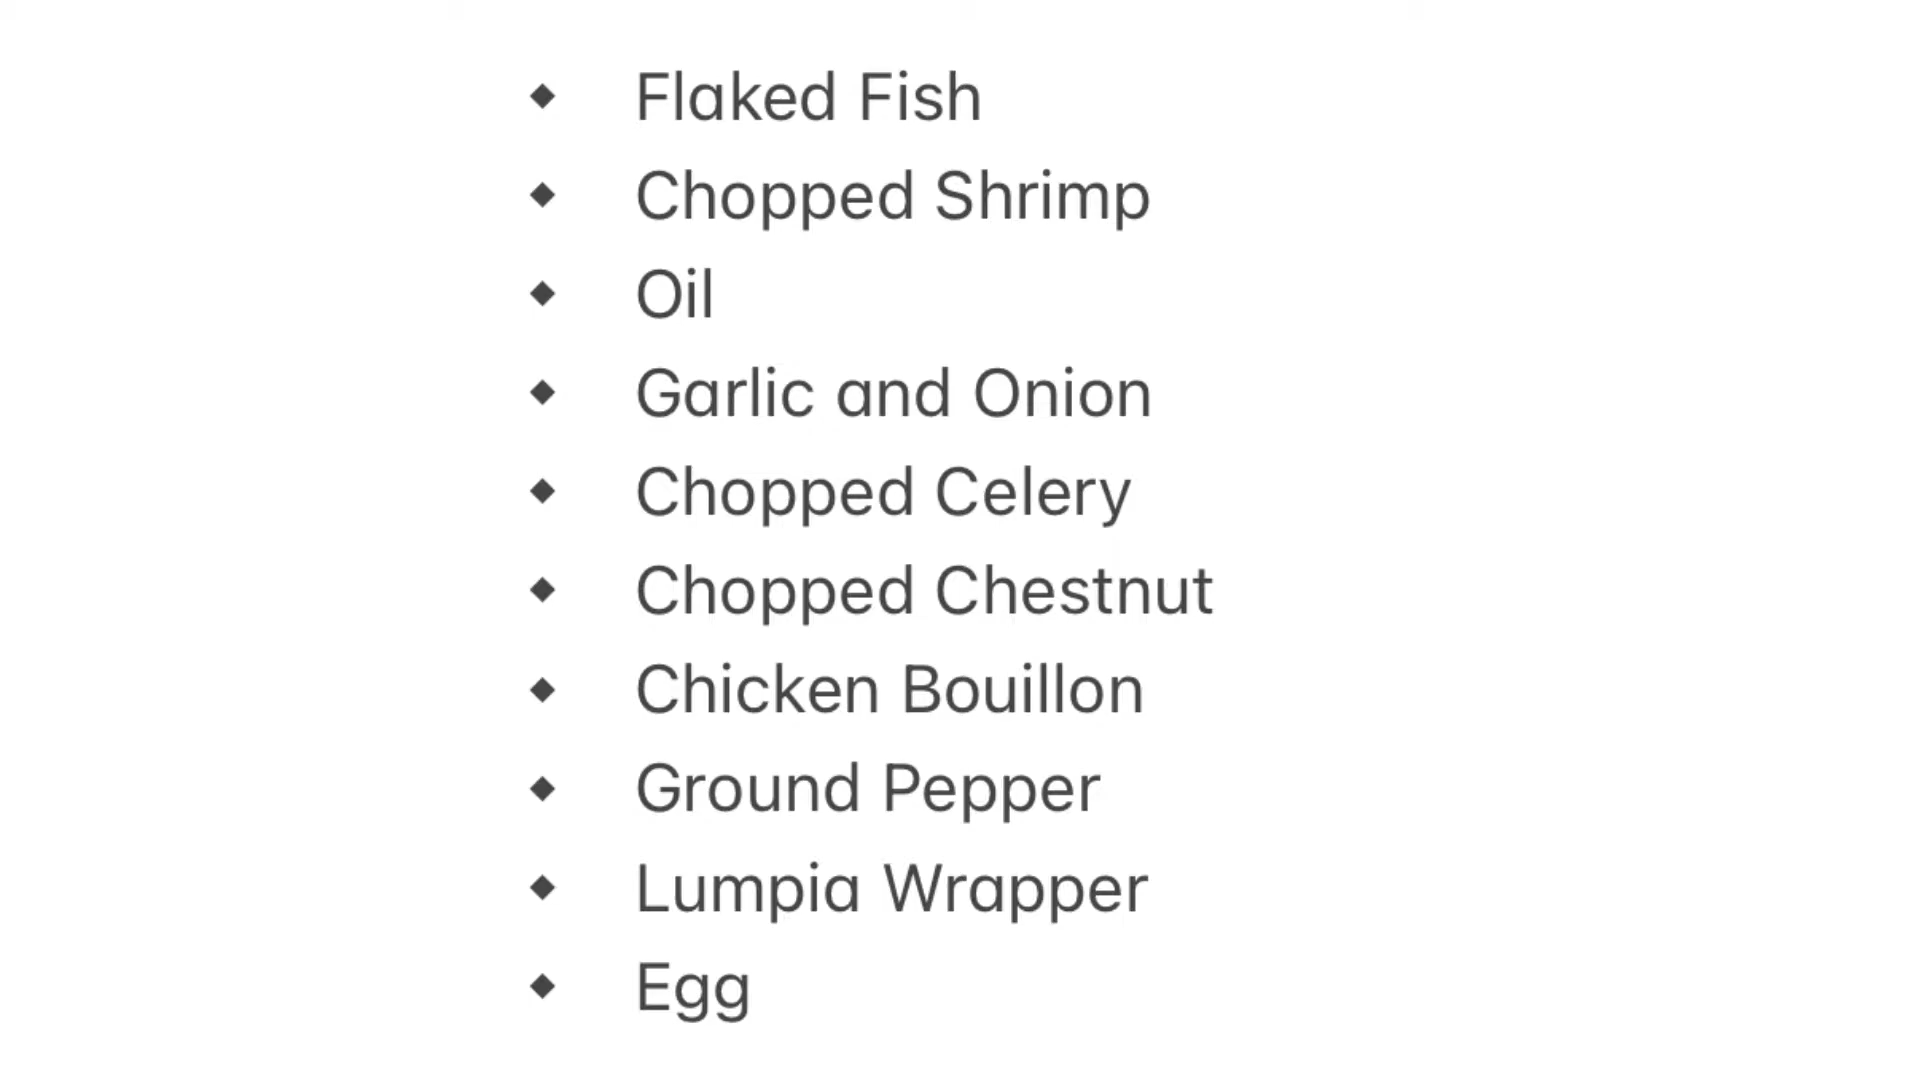 ◆ Flaked Fish
◆ Chopped Shrimp
◆ Oil
◆ Garlic and Onion
◆ Chopped Celery
◆ Chopped Chestnut
◆ Chicken Bouillon
◆ Ground Pepper
◆ Lumpia Wrapper
◆ Egg